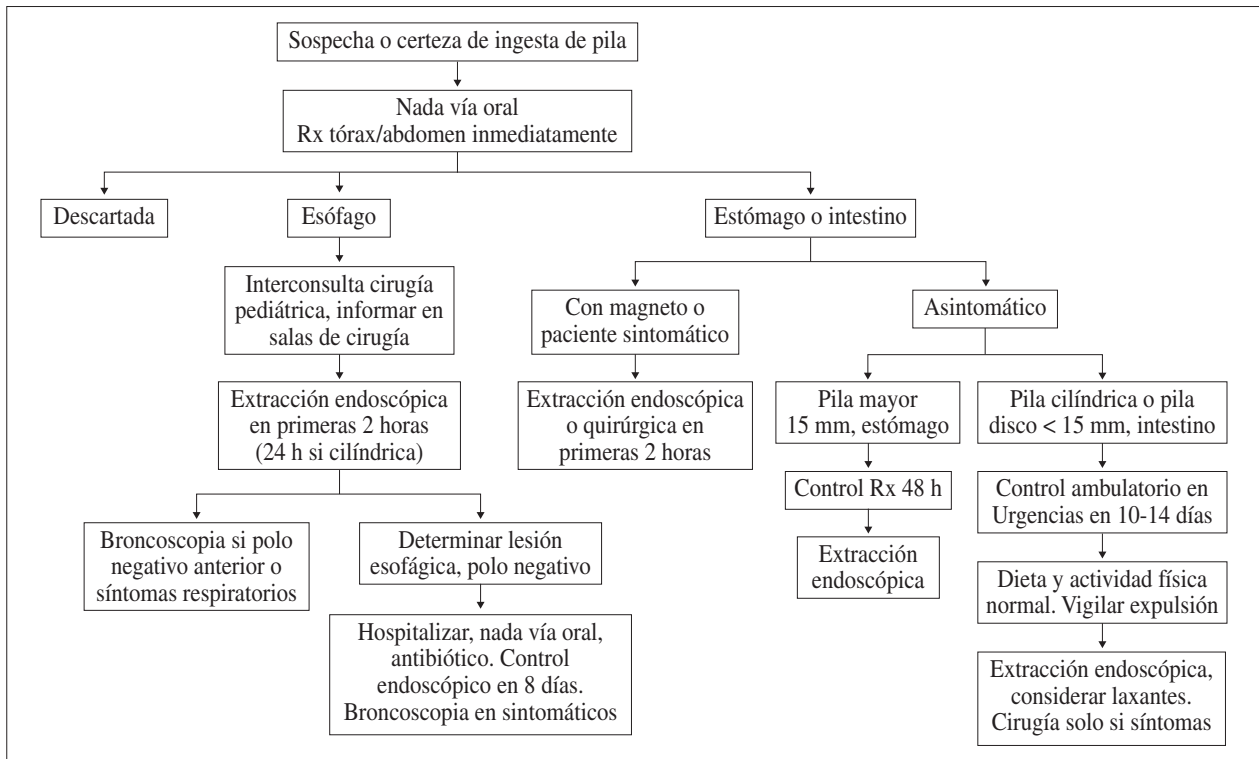 Sospecha o certeza de ingesta de pila
Nada vía oral
Rx tórax/abdomen inmediatamente
Descartada
Esófago
Estómago o intestino
Interconsulta cirugía
pediátrica, informar en
salas de cirugía
Con magneto o
paciente sintomático
Asintomático
Extracción endoscópica
en primeras 2 horas
(24 h si cilíndrica)
Extracción endoscópica
o quirúrgica en
primeras 2 horas
Pila mayor
15 mm, estómago
Pila cilíndrica o pila
disco < 15 mm, intestino
Control Rx 48 h
Control ambulatorio en
Urgencias en 10-14 días
Broncoscopia si polo
negativo anterior o
síntomas respiratorios
Determinar lesión
esofágica, polo negativo
Extracción
endoscópica
Dieta y actividad física
normal. Vigilar expulsión
Hospitalizar, nada vía oral,
antibiótico. Control
endoscópico en 8 días.
Broncoscopia en sintomáticos
Extracción endoscópica,
considerar laxantes.
Cirugía solo si síntomas